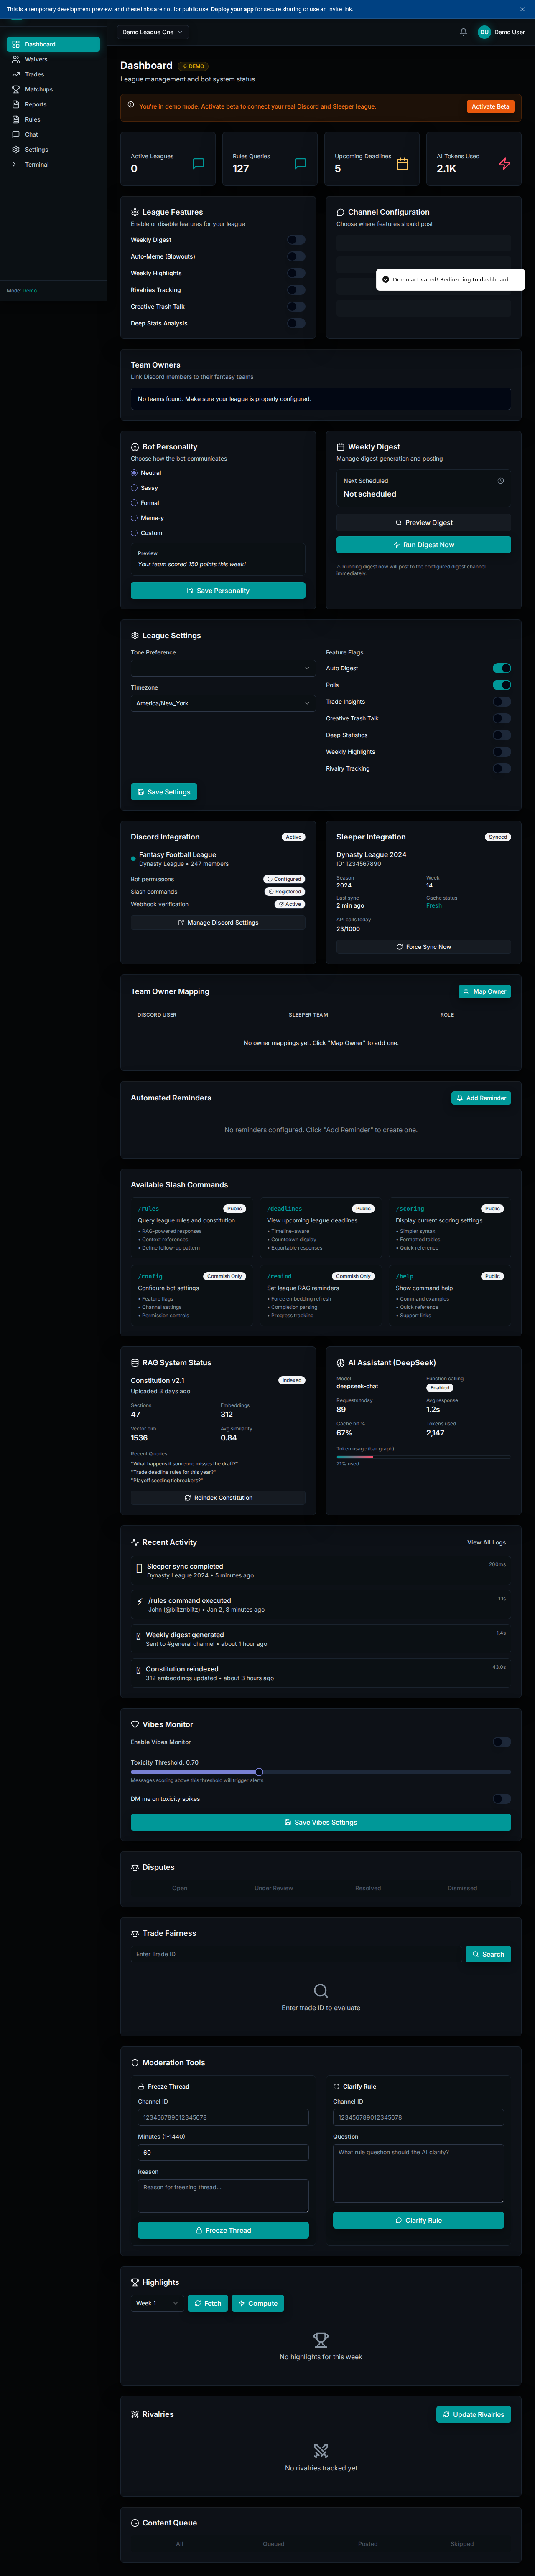 This is a temporary development preview, and these links are not for public use. Deploy your app for secure sharing or use an invite link.
Demo League One
DU Demo User
Dashboard
Waivers
Trades
Matchups
Reports
Rules
Chat
Settings
Terminal
Mode: Demo
Dashboard
DEMO
League management and bot system status
You're in demo mode. Activate beta to connect your real Discord and Sleeper league.
Activate Beta
Active Leagues
0
Rules Queries
127
Upcoming Deadlines
5
AI Tokens Used
2.1K
League Features
Enable or disable features for your league
Weekly Digest
Auto-Meme (Blowouts)
Weekly Highlights
Rivalries Tracking
Creative Trash Talk
Deep Stats Analysis
Channel Configuration
Choose where features should post
Demo activated! Redirecting to dashboard...
Team Owners
Link Discord members to their fantasy teams
No teams found. Make sure your league is properly configured.
Bot Personality
Choose how the bot communicates
Neutral
Sassy
Formal
Meme-y
Custom
Preview
Your team scored 150 points this week!
Save Personality
Weekly Digest
Manage digest generation and posting
Next Scheduled
Not scheduled
Preview Digest
Run Digest Now
⚠ Running digest now will post to the configured digest channel
immediately.
League Settings
Tone Preference
Timezone
America/New_York
Feature Flags
Auto Digest
Polls
Trade Insights
Creative Trash Talk
Deep Statistics
Weekly Highlights
Rivalry Tracking
Save Settings
Discord Integration
Active
Fantasy Football League
Dynasty League • 247 members
Bot permissions
Configured
Slash commands
Registered
Webhook verification
Active
Manage Discord Settings
Sleeper Integration
Synced
Dynasty League 2024
ID: 1234567890
Season
2024
Week
14
Last sync
2 min ago
Cache status
Fresh
API calls today
23/1000
Force Sync Now
Team Owner Mapping
Map Owner
DISCORD USER
SLEEPER TEAM
ROLE
No owner mappings yet. Click "Map Owner" to add one.
Automated Reminders
Add Reminder
No reminders configured. Click "Add Reminder" to create one.
Available Slash Commands
/rules
Public
Query league rules and constitution
• RAG-powered responses
• Context references
• Define follow-up pattern
/deadlines
Public
View upcoming league deadlines
• Timeline-aware
• Countdown display
• Exportable responses
/scoring
Public
Display current scoring settings
• Simpler syntax
• Formatted tables
• Quick reference
/config
Commish Only
Configure bot settings
• Feature flags
• Channel settings
• Permission controls
/remind
Commish Only
Set league RAG reminders
• Force embedding refresh
• Completion parsing
• Progress tracking
/help
Public
Show command help
• Command examples
• Quick reference
• Support links
RAG System Status
Constitution v2.1
Indexed
Uploaded 3 days ago
Sections
47
Embeddings
312
Vector dim
1536
Avg similarity
0.84
Recent Queries
"What happens if someone misses the draft?"
"Trade deadline rules for this year?"
"Playoff seeding tiebreakers?"
Reindex Constitution
AI Assistant (DeepSeek)
Model
deepseek-chat
Function calling
Enabled
Requests today
89
Avg response
1.2s
Cache hit %
67%
Tokens used
2,147
Token usage (bar graph)
21% used
Recent Activity
View All Logs
Sleeper sync completed
200ms
Dynasty League 2024 • 5 minutes ago
/rules command executed
1.1s
John (@blitznblitz) • Jan 2, 8 minutes ago
Weekly digest generated
1.4s
Sent to #general channel • about 1 hour ago
Constitution reindexed
43.0s
312 embeddings updated • about 3 hours ago
Vibes Monitor
Enable Vibes Monitor
Toxicity Threshold: 0.70
Messages scoring above this threshold will trigger alerts
DM me on toxicity spikes
Save Vibes Settings
Disputes
Open
Under Review
Resolved
Dismissed
Trade Fairness
Enter Trade ID
Search
Enter trade ID to evaluate
Moderation Tools
Freeze Thread
Channel ID
123456789012345678
Minutes (1-1440)
60
Reason
Reason for freezing thread...
Freeze Thread
Clarify Rule
Channel ID
123456789012345678
Question
What rule question should the AI clarify?
Clarify Rule
Highlights
Week 1
Fetch
Compute
No highlights for this week
Rivalries
Update Rivalries
No rivalries tracked yet
Content Queue
All
Queued
Posted
Skipped